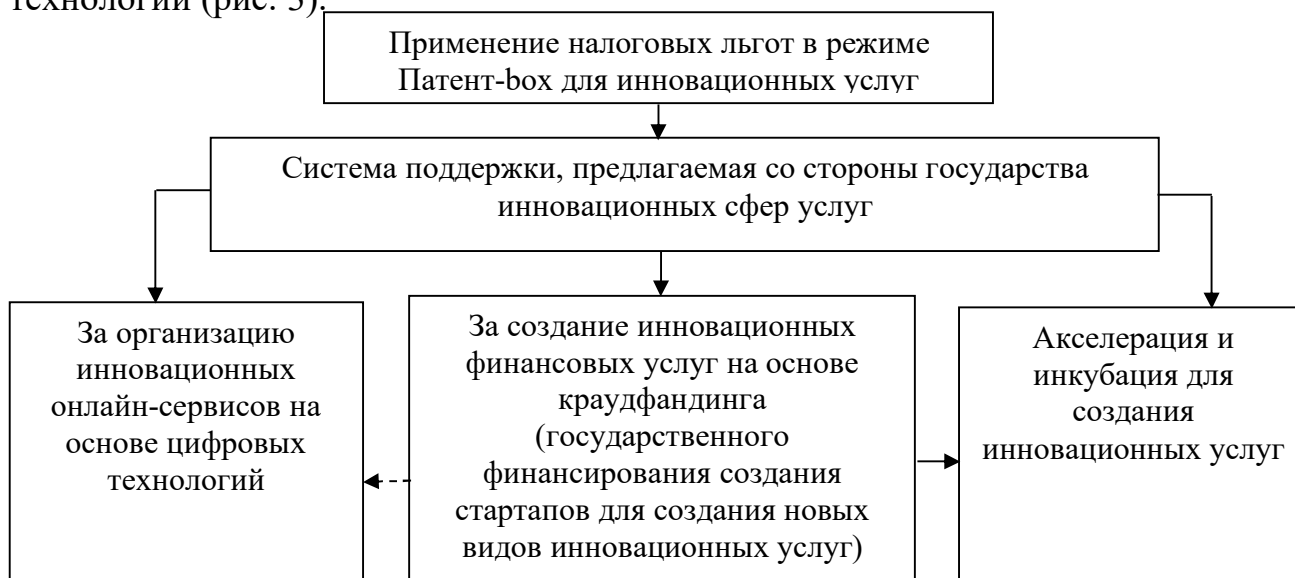 технологий (рис. 3).
Применение налоговых льгот в режиме
Патент-box для инновационных услуг
Система поддержки, предлагаемая со стороны государства
инновационных сфер услуг
За организацию
инновационных
онлайн-сервисов на
основе цифровых
технологий
За создание инновационных
финансовых услуг на основе
краудфандинга
(государственного
финансирования создания
стартапов для создания новых
видов инновационных услуг)
Акселерация и
инкубация для
создания
инновационных услуг